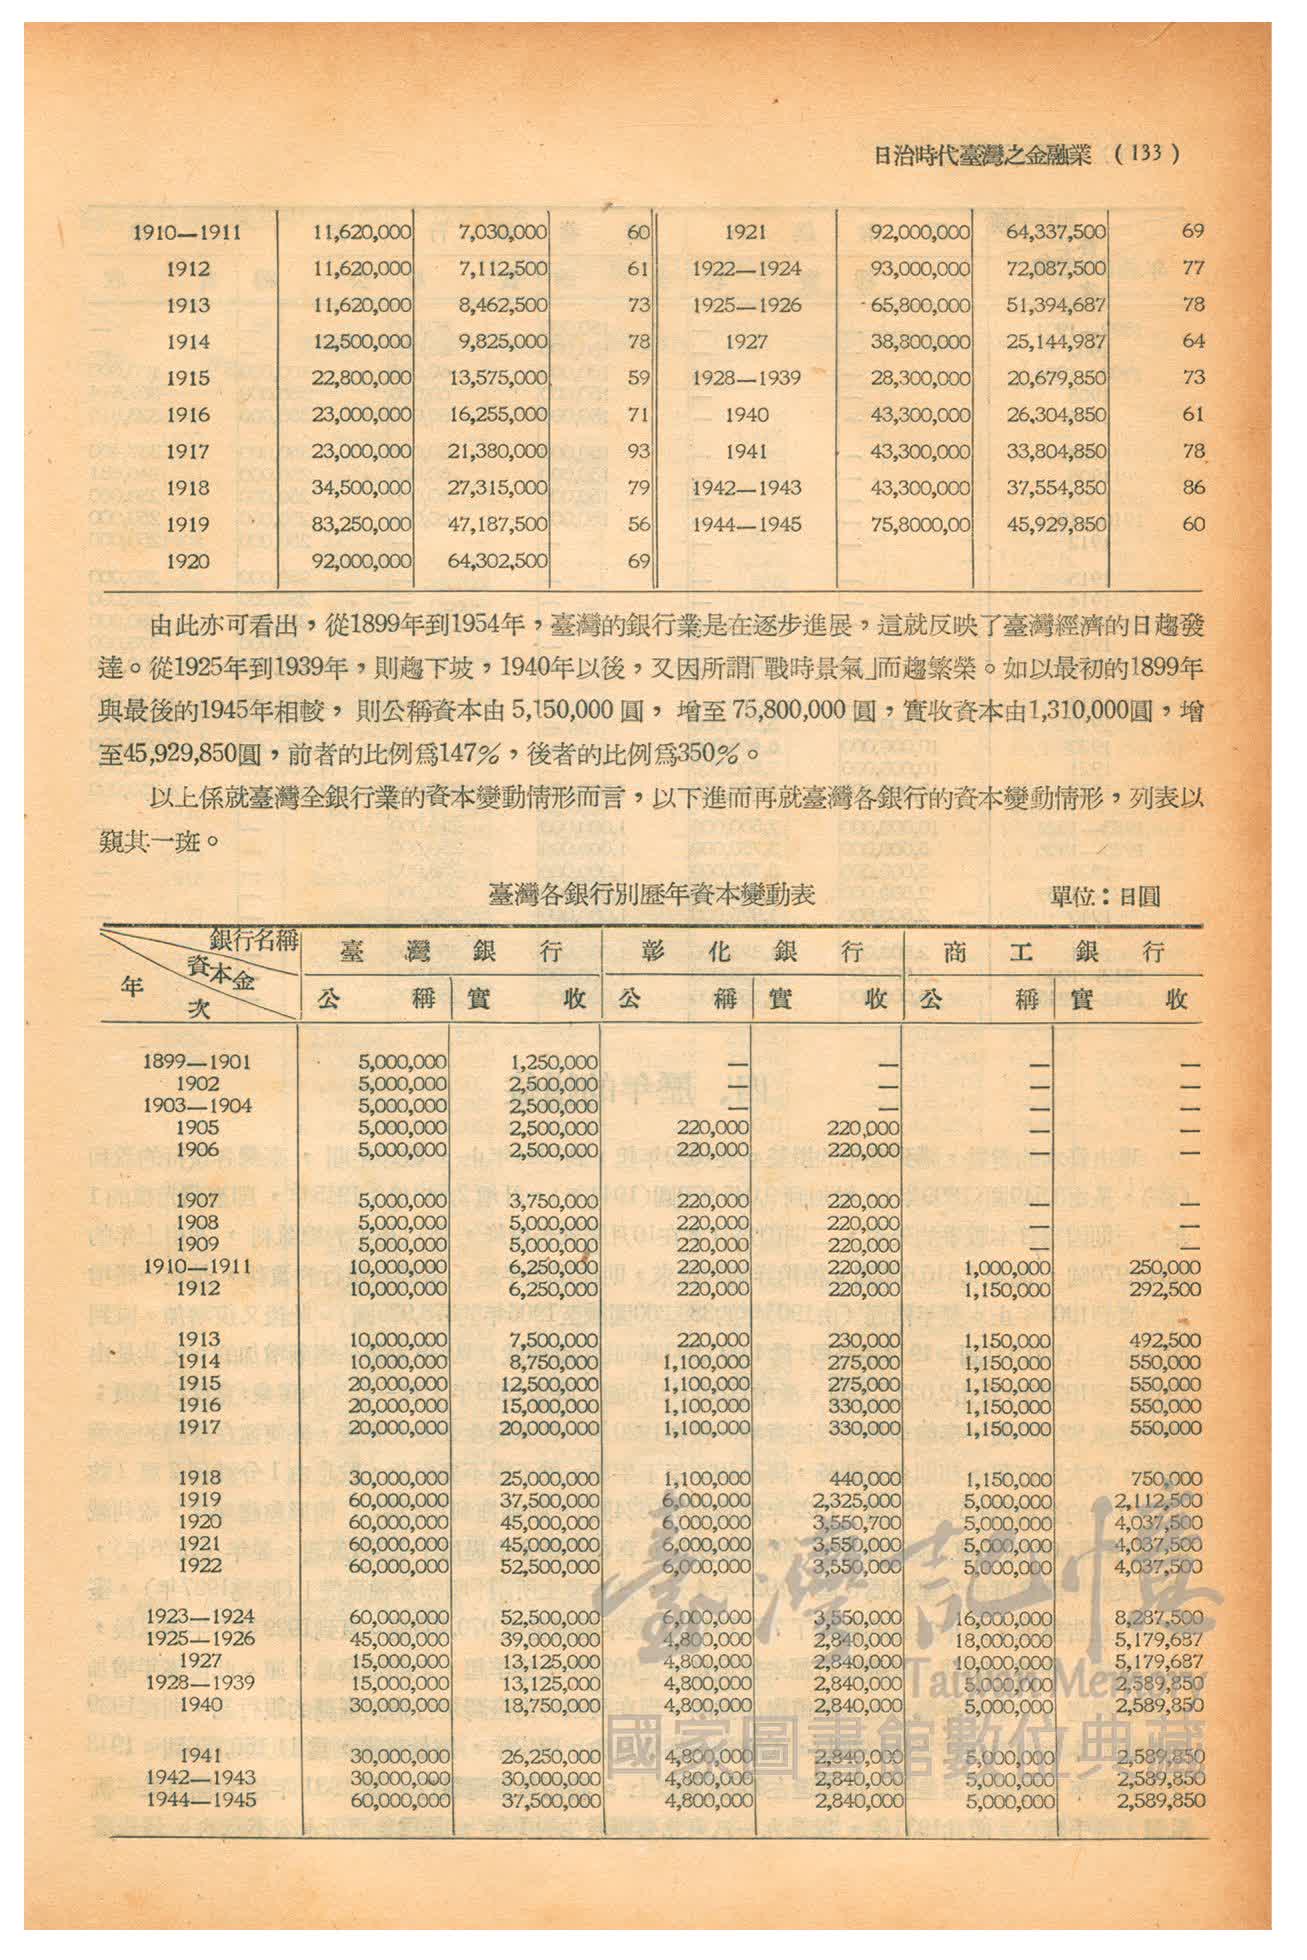 日治時代臺灣之金融業 (133)
1910—1911 11,620,000 7,030,000 60 1921 92,000,000 64,337,500 69
1912 11,620,000 7,112,500 61 1922—1924 93,000,000 72,087,500 77
1913 11,620,000 8,462,500 73 1925—1926 65,800,000 51,394,687 78
1914 12,500,000 9,825,000 78 1927 38,800,000 25,144,987 64
1915 22,800,000 13,575,000 59 1928—1939 28,300,000 20,679,850 73
1916 23,000,000 16,255,000 71 1940 43,300,000 26,304,850 61
1917 23,000,000 21,380,000 93 1941 43,300,000 33,804,850 78
1918 34,500,000 27,315,000 79 1942—1943 43,300,000 37,554,850 86
1919 83,250,000 47,187,500 56 1944—1945 75,8000,00 45,929,850 60
1920 92,000,000 64,302,500 69
由此亦可看出，從1899年到1954年，臺灣的銀行業是在逐步進展，這就反映了臺灣經濟的日趨發
達。從1925年到1939年，則趨下坡，1940年以後，又因所謂「戰時景氣」而趨繁榮。如以最初的1899年
與最後的1945年相較， 則公稱資本由 5,150,000 圓， 增至 75,800,000 圓，實收資本由1,310,000圓，增
至45,929,850圓，前者的比例爲147％，後者的比例爲350％。
以上係就臺灣全銀行業的資本變動情形而言，以下進而再就臺灣各銀行的資本變動情形，列表以
窺其一斑。
臺灣各銀行別歷年資本變動表 單位：日圓
銀行名稱 資本金 年次 臺灣銀行 彰化銀行 商工銀行
公稱 實收 公稱 實收 公稱 實收
1899—1901 5,000,000 1,250,000 — — — —
1902 5,000,000 2,500,000 — — — —
1903—1904 5,000,000 2,500,000 — — — —
1905 5,000,000 2,500,000 220,000 220,000 — —
1906 5,000,000 2,500,000 220,000 220,000 — —
1907 5,000,000 3,750,000 220,000 220,000 — —
1908 5,000,000 5,000,000 220,000 220,000 — —
1909 5,000,000 5,000,000 220,000 220,000 — —
1910—1911 10,000,000 6,250,000 220,000 220,000 1,000,000 250,000
1912 10,000,000 6,250,000 220,000 220,000 1,150,000 292,500
1913 10,000,000 7,500,000 220,000 230,000 1,150,000 492,500
1914 10,000,000 8,750,000 1,100,000 275,000 1,150,000 550,000
1915 20,000,000 12,500,000 1,100,000 275,000 1,150,000 550,000
1916 20,000,000 15,000,000 1,100,000 330,000 1,150,000 550,000
1917 20,000,000 20,000,000 1,100,000 330,000 1,150,000 550,000
1918 30,000,000 25,000,000 1,100,000 440,000 1,150,000 750,000
1919 60,000,000 37,500,000 6,000,000 2,325,000 5,000,000 2,112,500
1920 60,000,000 45,000,000 6,000,000 3,550,700 5,000,000 4,037,500
1921 60,000,000 45,000,000 6,000,000 3,550,000 5,000,000 4,037,500
1922 60,000,000 52,500,000 6,000,000 3,550,000 5,000,000 4,037,500
1923—1924 60,000,000 52,500,000 6,000,000 3,550,000 16,000,000 8,287,500
1925—1926 45,000,000 39,000,000 4,800,000 2,840,000 18,000,000 5,179,687
1927 15,000,000 13,125,000 4,800,000 2,840,000 10,000,000 5,179,687
1928—1939 15,000,000 13,125,000 4,800,000 2,840,000 5,000,000 2,589,850
1940 30,000,000 18,750,000 4,800,000 2,840,000 5,000,000 2,589,850
1941 30,000,000 26,250,000 4,800,000 2,840,000 5,000,000 2,589,850
1942—1943 30,000,000 30,000,000 4,800,000 2,840,000 5,000,000 2,589,850
1944—1945 60,000,000 37,500,000 4,800,000 2,840,000 5,000,000 2,589,850
臺灣記憶
Taiwan Memory
國家圖書館數位典藏